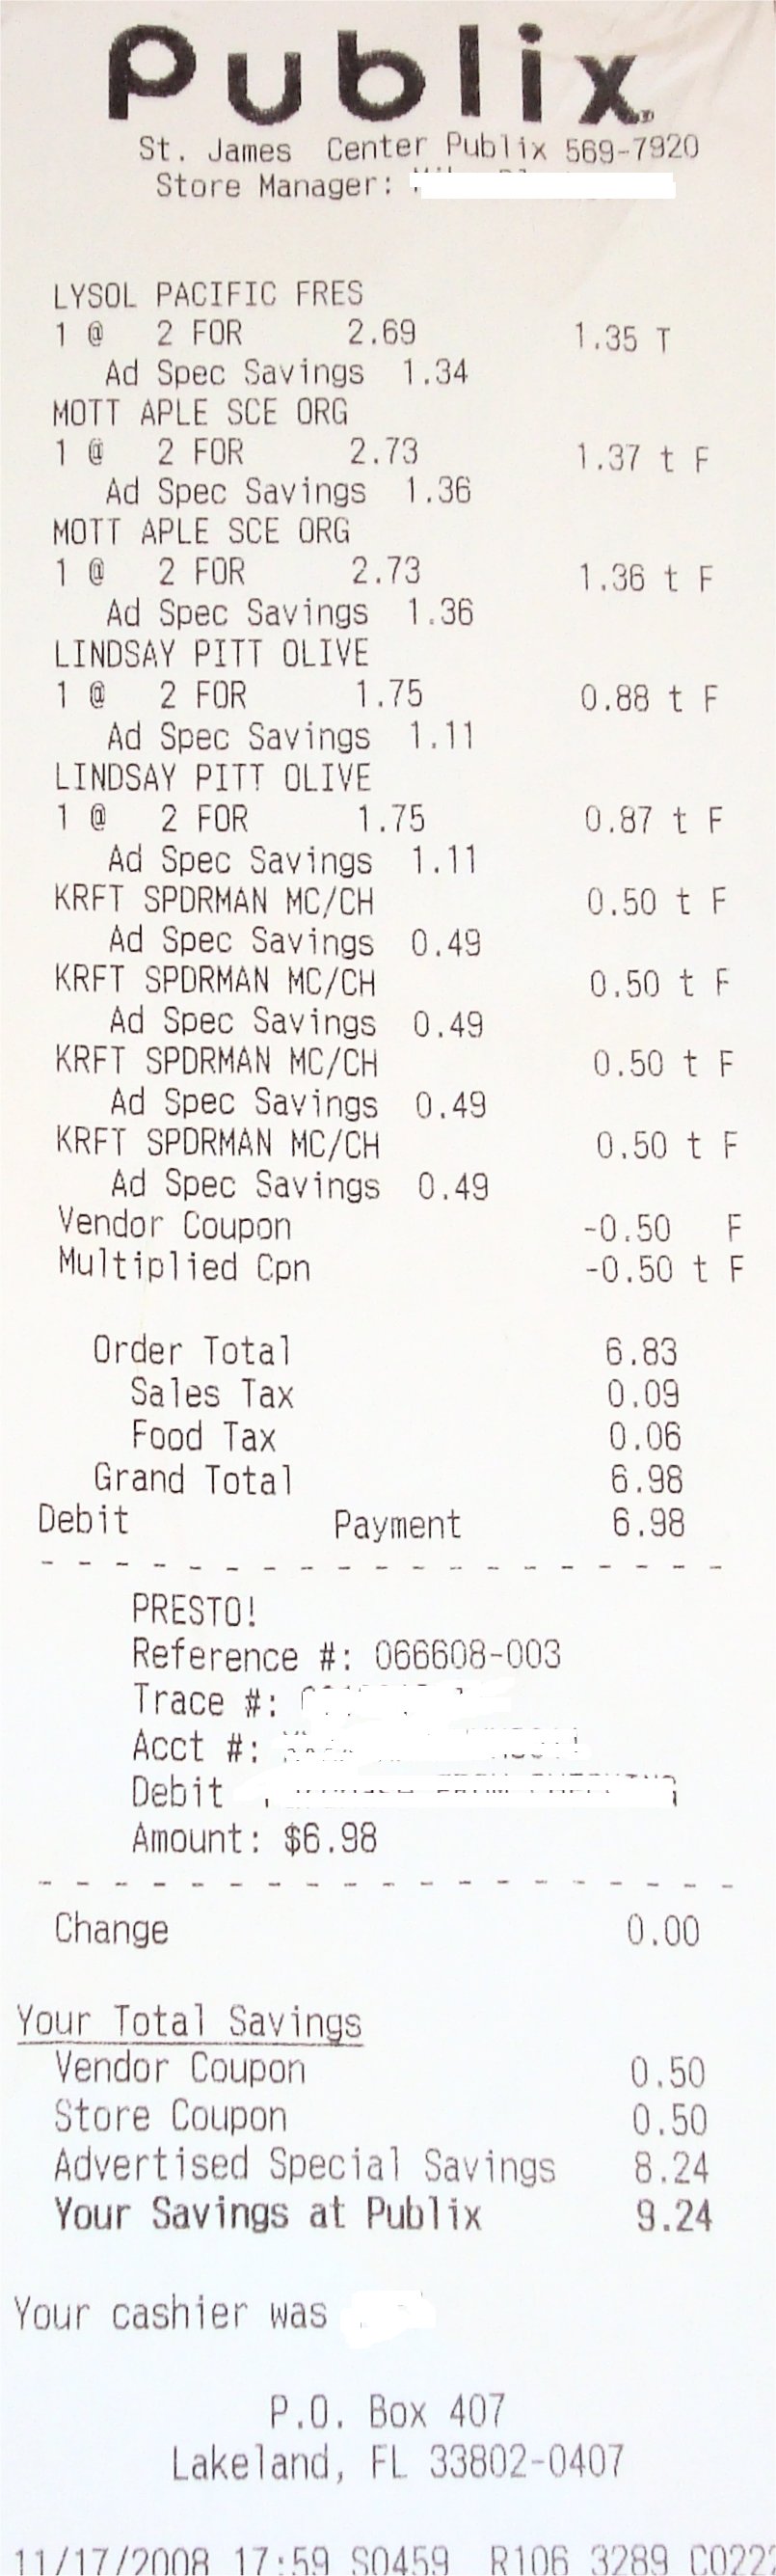 Publix
St. James Center Publix 569-7920
Store Manager:
LYSOL PACIFIC FRES
1 @ 2 FOR 2.69 1.35 T
Ad Spec Savings 1.34
MOTT APLE SCE ORG
1 @ 2 FOR 2.73 1.37 t F
Ad Spec Savings 1.36
MOTT APLE SCE ORG
1 @ 2 FOR 2.73 1.36 t F
Ad Spec Savings 1.36
LINDSAY PITT OLIVE
1 @ 2 FOR 1.75 0.88 t F
Ad Spec Savings 1.11
LINDSAY PITT OLIVE
1 @ 2 FOR 1.75 0.87 t F
Ad Spec Savings 1.11
KRFT SPDRMAN MC/CH 0.50 t F
Ad Spec Savings 0.49
KRFT SPDRMAN MC/CH 0.50 t F
Ad Spec Savings 0.49
KRFT SPDRMAN MC/CH 0.50 t F
Ad Spec Savings 0.49
KRFT SPDRMAN MC/CH 0.50 t F
Ad Spec Savings 0.49
Vendor Coupon -0.50 F
Multiplied Cpn -0.50 t F
Order Total 6.83
Sales Tax 0.09
Food Tax 0.06
Grand Total 6.98
Debit Payment 6.98
- - - - - - - - - - - - - - - - - - -
PRESTO!
Reference #: 066608-003
Trace #:
Acct #:
Debit
Amount: $6.98
- - - - - - - - - - - - - - - - - - -
Change 0.00
Your Total Savings
Vendor Coupon 0.50
Store Coupon 0.50
Advertised Special Savings 8.24
Your Savings at Publix 9.24
Your cashier was
P.O. Box 407
Lakeland, FL 33802-0407
11/17/2008 17:59 S0459 R106 3289